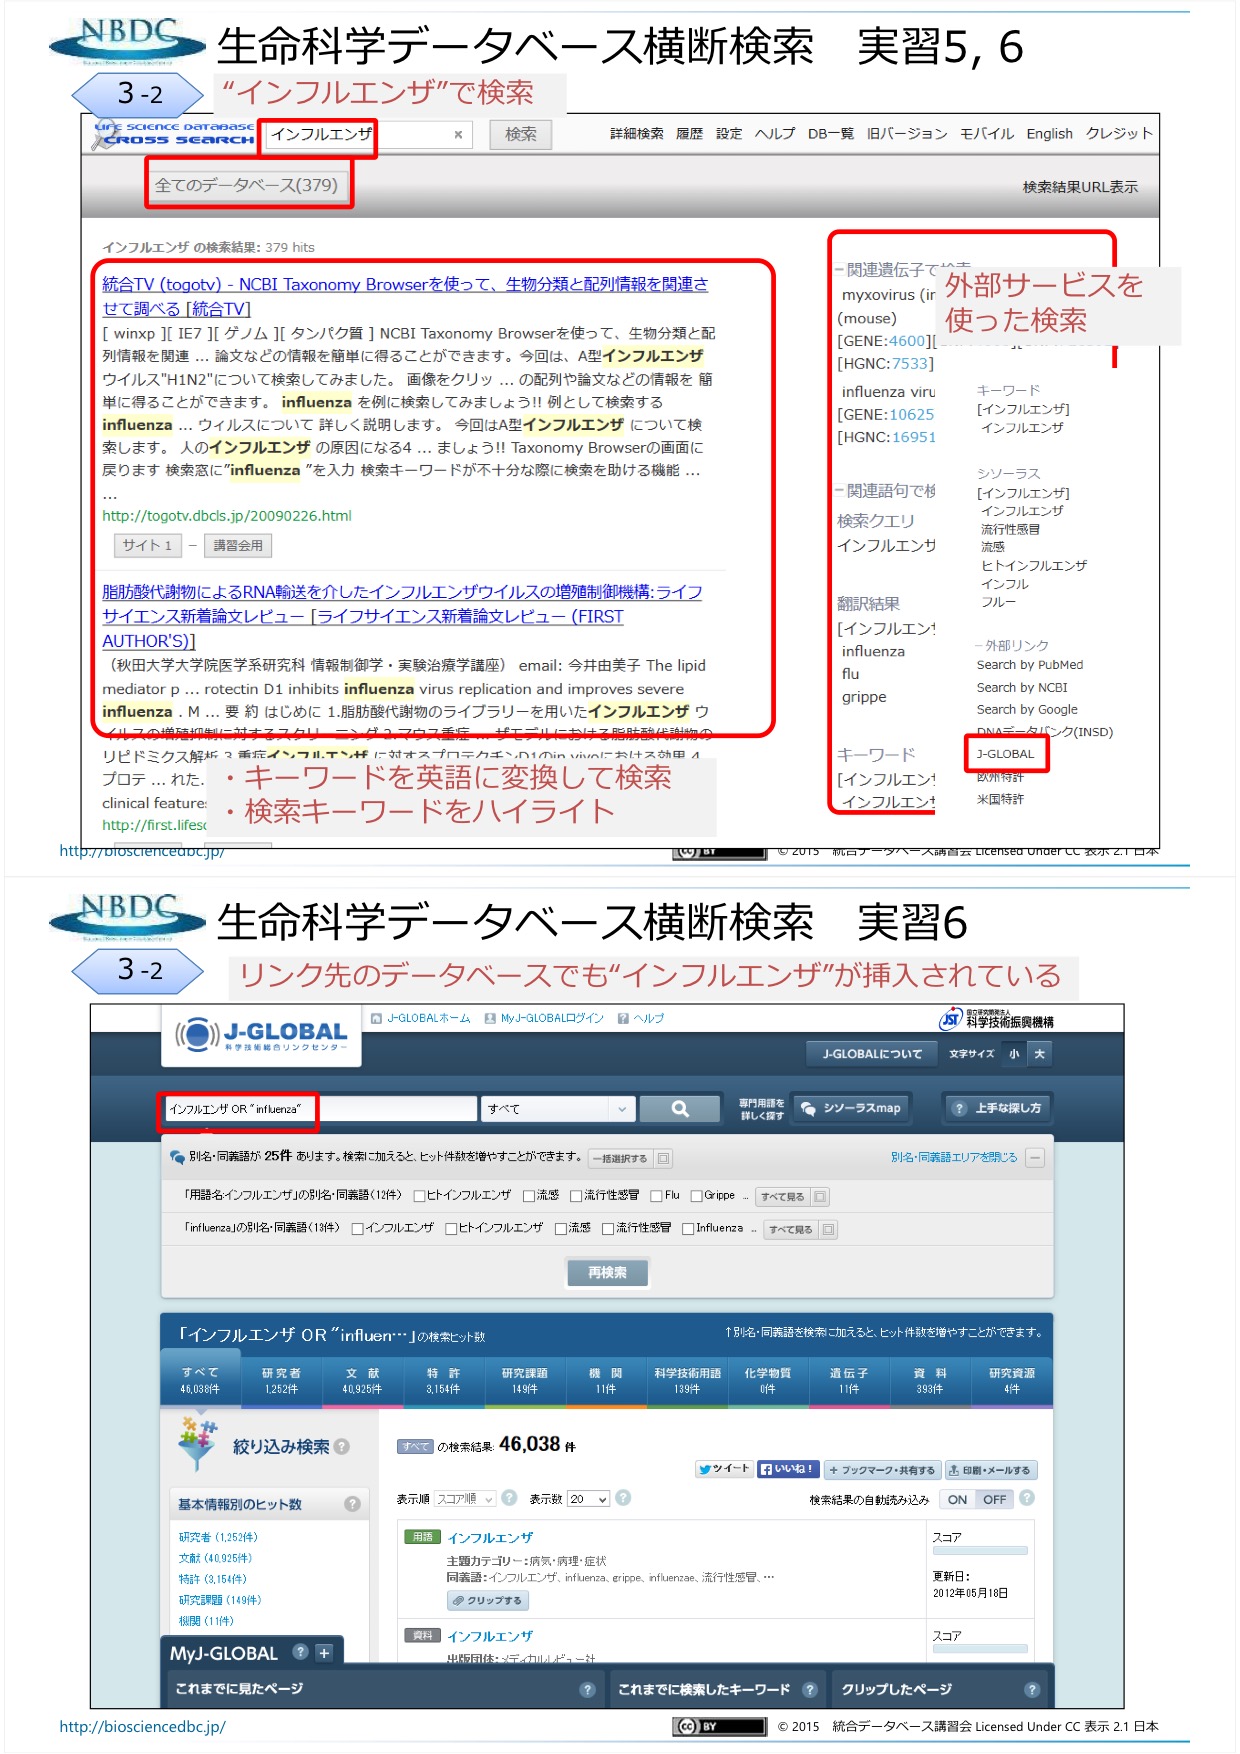 NBDC
生命科学データベース横断検索　実習5, 6
3 -2
“インフルエンザ”で検索
LIFE SCIENCE DATABASE
CROSS SEARCH
インフルエンザ
×
検索
詳細検索 履歴 設定 ヘルプ DB一覧 旧バージョン モバイル English クレジット
全てのデータベース(379)
検索結果URL表示
インフルエンザ の検索結果: 379 hits
統合TV (togotv) - NCBI Taxonomy Browserを使って、生物分類と配列情報を関連さ
せて調べる [統合TV]
[ winxp ][ IE7 ][ ゲノム ][ タンパク質 ] NCBI Taxonomy Browserを使って、生物分類と配
列情報を関連 ... 論文などの情報を簡単に得ることができます。今回は、A型インフルエンザ
ウイルス"H1N2"について検索してみました。 画像をクリッ ... の配列や論文などの情報を 簡
単に得ることができます。 influenza を例に検索してみましょう!! 例として検索する
influenza ... ウィルスについて 詳しく説明します。 今回はA型インフルエンザ について検
索します。 人のインフルエンザ の原因になる4 ... ましょう!! Taxonomy Browserの画面に
戻ります 検索窓に"influenza "を入力 検索キーワードが不十分な際に検索を助ける機能 ...
...
http://togotv.dbcls.jp/20090226.html
サイト 1 – 講習会用
脂肪酸代謝物によるRNA輸送を介したインフルエンザウイルスの増殖制御機構:ライフ
サイエンス新着論文レビュー [ライフサイエンス新着論文レビュー (FIRST
AUTHOR'S)]
（秋田大学大学院医学系研究科 情報制御学・実験治療学講座） email: 今井由美子 The lipid
mediator p ... rotectin D1 inhibits influenza virus replication and improves severe
influenza . M ... 要 約 はじめに 1.脂肪酸代謝物のライブラリーを用いたインフルエンザ ウ
イルスの増殖抑制に対するスクリーニング 2.マウス重症 ... ザモデルにおける脂肪酸代謝物の
リピドミクス解析 3.重症インフルエンザ に対するプロテクチンD1のin vivoにおける効果 4.
プロテ ... れた.
clinical features
http://first.lifesc
・キーワードを英語に変換して検索
・検索キーワードをハイライト
関連遺伝子で検索
myxovirus (in
(mouse)
[GENE:4600][
[HGNC:7533]
influenza viru
[GENE:10625
[HGNC:16951
関連語句で検
検索クエリ
インフルエンザ
翻訳結果
[インフルエンザ
influenza
flu
grippe
キーワード
[インフルエンザ
インフルエンザ
外部サービスを
使った検索
キーワード
[インフルエンザ]
インフルエンザ
シソーラス
[インフルエンザ]
インフルエンザ
流行性感冒
流感
ヒトインフルエンザ
インフル
フルー
外部リンク
Search by PubMed
Search by NCBI
Search by Google
DNAデータバンク(INSD)
J-GLOBAL
欧州特許
米国特許
http://biosciencedbc.jp/
(cc) BY
© 2015　統合データベース講習会 Licensed Under CC 表示 2.1 日本
NBDC
生命科学データベース横断検索　実習6
3 -2
リンク先のデータベースでも“インフルエンザ”が挿入されている
J-GLOBAL
科学技術総合リンクセンター
J-GLOBALホーム MyJ-GLOBALログイン ヘルプ
JST 国立研究開発法人
科学技術振興機構
J-GLOBALについて 文字サイズ 小 大
インフルエンザ OR "influenza"
すべて
専門用語を
詳しく探す
シソーラスmap
? 上手な探し方
別名・同義語が 25件 あります。検索に加えると、ヒット件数を増やすことができます。 一括選択する
別名・同義語エリアを閉じる
「用語名:インフルエンザ」の別名・同義語(12件) ヒトインフルエンザ 流感 流行性感冒 Flu Grippe ... すべて見る
「influenza」の別名・同義語(13件) インフルエンザ ヒトインフルエンザ 流感 流行性感冒 Influenza ... すべて見る
再検索
「インフルエンザ OR "influen…」の検索ヒット数
↑別名・同義語を検索に加えると、ヒット件数を増やすことができます。
すべて 研究者 文 献 特 許 研究課題 機 関 科学技術用語 化学物質 遺伝子 資 料 研究資源
46,038件 1,252件 40,925件 3,154件 149件 11件 139件 0件 11件 393件 4件
絞り込み検索 ?
すべて の検索結果: 46,038 件
ツイート いいね！ + ブックマーク・共有する 印刷・メールする
基本情報別のヒット数 ?
表示順 スコア順 ? 表示数 20 ?
検索結果の自動読み込み ON OFF ?
研究者 (1,252件)
文献 (40,925件)
特許 (3,154件)
研究課題 (149件)
機関 (11件)
用語 インフルエンザ
主題カテゴリー：病気・病理・症状
同義語：インフルエンザ、influenza、grippe、influenzae、流行性感冒、…
クリップする
スコア
更新日：
2012年05月18日
資料 インフルエンザ
出版団体：メディカルレビュー社
スコア
MyJ-GLOBAL ? +
これまでに見たページ ?
これまでに検索したキーワード ?
クリップしたページ ?
http://biosciencedbc.jp/
(cc) BY
© 2015　統合データベース講習会 Licensed Under CC 表示 2.1 日本